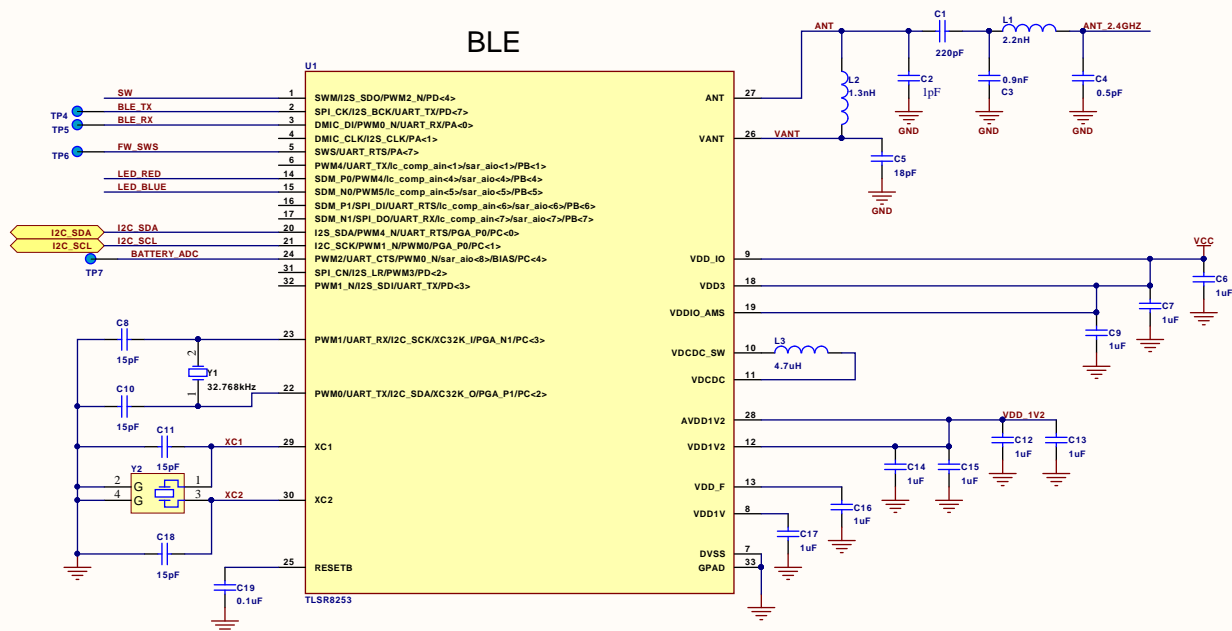 BLE
U1
TLSR8253
SW
1
SWM/I2S_SDO/PWM2_N/PD<4>
TP4
BLE_TX
2
SPI_CK/I2S_BCK/UART_TX/PD<7>
TP5
BLE_RX
3
DMIC_DI/PWM0_N/UART_RX/PA<0>
4
DMIC_CLK/I2S_CLK/PA<1>
TP6
FW_SWS
5
SWS/UART_RTS/PA<7>
6
PWM4/UART_TX/lc_comp_ain<1>/sar_aio<1>/PB<1>
LED_RED
14
SDM_P0/PWM4/lc_comp_ain<4>/sar_aio<4>/PB<4>
LED_BLUE
15
SDM_N0/PWM5/lc_comp_ain<5>/sar_aio<5>/PB<5>
16
SDM_P1/SPI_DI/UART_RTS/lc_comp_ain<6>/sar_aio<6>/PB<6>
17
SDM_N1/SPI_DO/UART_RX/lc_comp_ain<7>/sar_aio<7>/PB<7>
I2C_SDA
I2C_SDA
20
I2S_SDA/PWM4_N/UART_RTS/PGA_P0/PC<0>
I2C_SCL
I2C_SCL
21
I2C_SCK/PWM1_N/PWM0/PGA_P0/PC<1>
TP7
BATTERY_ADC
24
PWM2/UART_CTS/PWM0_N/sar_aio<8>/BIAS/PC<4>
31
SPI_CN/I2S_LR/PWM3/PD<2>
32
PWM1_N/I2S_SDI/UART_TX/PD<3>
C8
15pF
23
PWM1/UART_RX/I2C_SCK/XC32K_I/PGA_N1/PC<3>
2
Y1
32.768kHz
1
C10
15pF
22
PWM0/UART_TX/I2C_SDA/XC32K_O/PGA_P1/PC<2>
C11
15pF
XC1
29
XC1
Y2
2
G
1
4
G
3
XC2
30
XC2
C18
15pF
25
RESETB
C19
0.1uF
ANT
27
ANT
L2
1.3nH
C2
1pF
GND
C1
220pF
0.9nF
C3
GND
L1
2.2nH
ANT_2.4GHZ
C4
0.5pF
GND
VANT
26
VANT
C5
18pF
GND
VDD_IO
9
VCC
C6
1uF
VDD3
18
C7
1uF
VDDIO_AMS
19
C9
1uF
VDCDC_SW
10
L3
4.7uH
VDCDC
11
AVDD1V2
28
VDD_1V2
C12
1uF
C13
1uF
VDD1V2
12
C14
1uF
C15
1uF
VDD_F
13
C16
1uF
VDD1V
8
C17
1uF
DVSS
7
GPAD
33